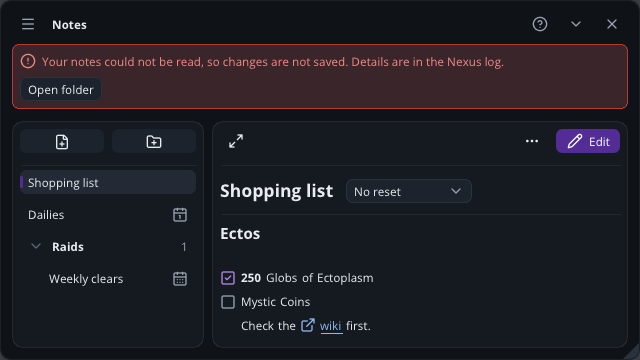 Notes
Your notes could not be read, so changes are not saved. Details are in the Nexus log.
Open folder
Edit
Shopping list
Dailies
1
Raids 1
Weekly clears
Shopping list No reset
Ectos
250 Globs of Ectoplasm
Mystic Coins
Check the wiki first.